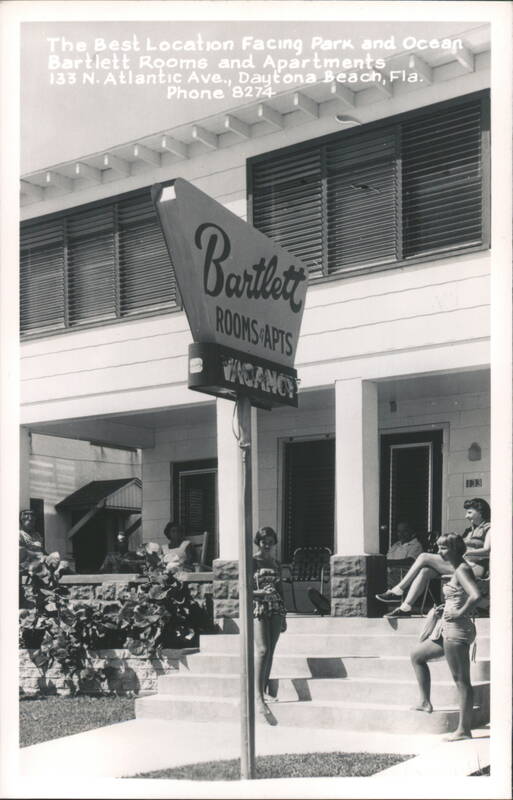 The Best Location Facing Park and Ocean
Bartlett Rooms and Apartments
133 N. Atlantic Ave., Daytona Beach, Fla.
Phone 8274
Bartlett
ROOMS & APTS
VACANCY
133